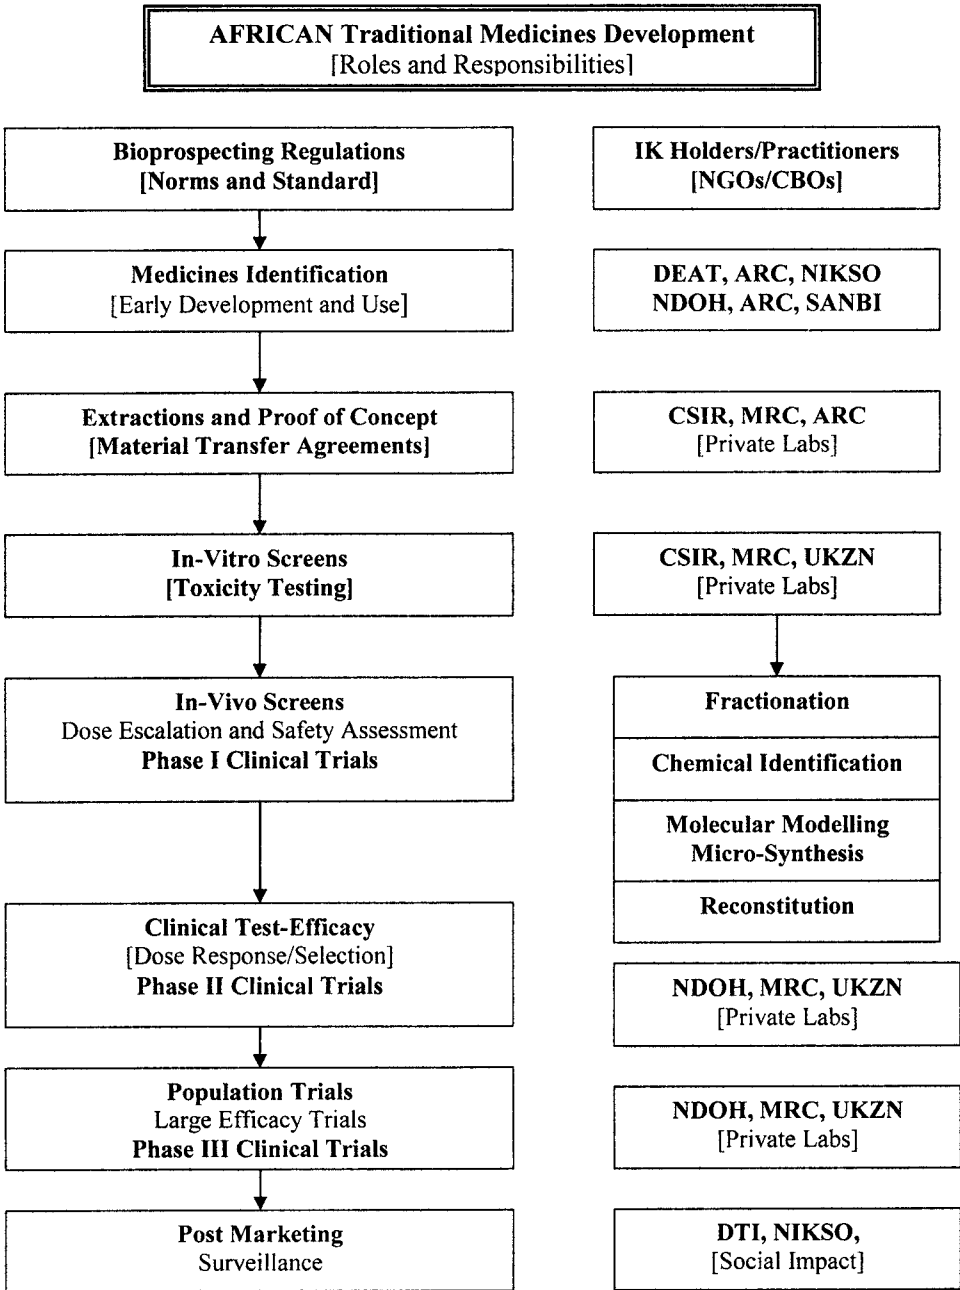 AFRICAN Traditional Medicines Development
[Roles and Responsibilities]
Bioprospecting Regulations
[Norms and Standard]
IK Holders/Practitioners
[NGOs/CBOs]
Medicines Identification
[Early Development and Use]
DEAT, ARC, NIKSO
NDOH, ARC, SANBI
Extractions and Proof of Concept
[Material Transfer Agreements]
CSIR, MRC, ARC
[Private Labs]
In-Vitro Screens
[Toxicity Testing]
CSIR, MRC, UKZN
[Private Labs]
In-Vivo Screens
Dose Escalation and Safety Assessment
Phase I Clinical Trials
Fractionation
Chemical Identification
Molecular Modelling
Micro-Synthesis
Reconstitution
Clinical Test-Efficacy
[Dose Response/Selection]
Phase II Clinical Trials
NDOH, MRC, UKZN
[Private Labs]
Population Trials
Large Efficacy Trials
Phase III Clinical Trials
NDOH, MRC, UKZN
[Private Labs]
Post Marketing
Surveillance
DTI, NIKSO,
[Social Impact]